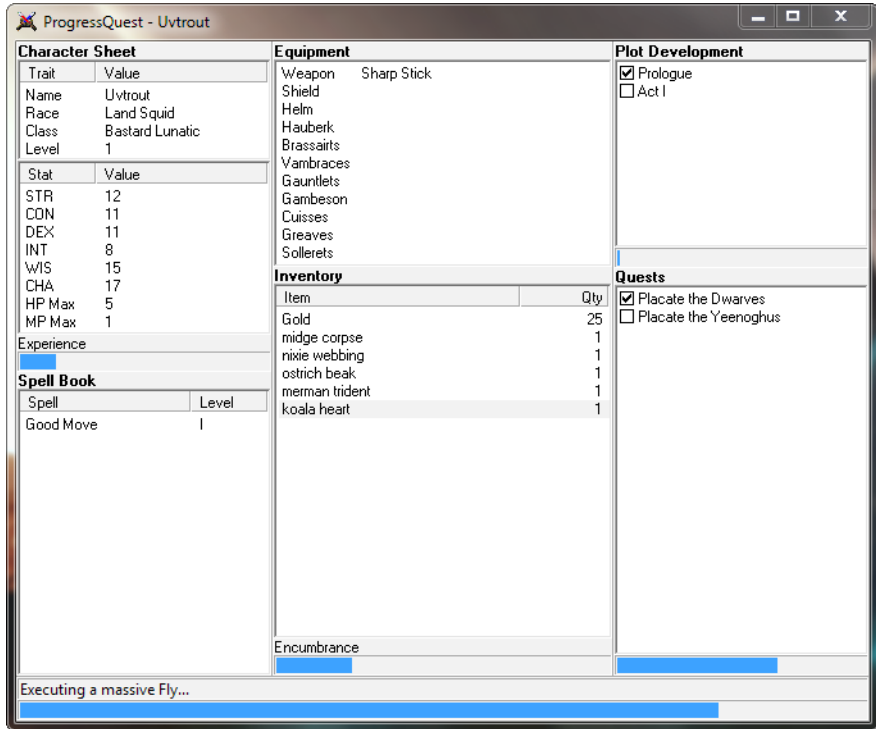 ProgressQuest - Uvtrout
Character Sheet
Trait Value
Name Uvtrout
Race Land Squid
Class Bastard Lunatic
Level 1
Stat Value
STR 12
CON 11
DEX 11
INT 8
WIS 15
CHA 17
HP Max 5
MP Max 1
Experience
Spell Book
Spell Level
Good Move I
Equipment
Weapon Sharp Stick
Shield
Helm
Hauberk
Brassairts
Vambraces
Gauntlets
Gambeson
Cuisses
Greaves
Sollerets
Inventory
Item Qty
Gold 25
midge corpse 1
nixie webbing 1
ostrich beak 1
merman trident 1
koala heart 1
Encumbrance
Plot Development
Prologue
Act I
Quests
Placate the Dwarves
Placate the Yeenoghus
Executing a massive Fly...